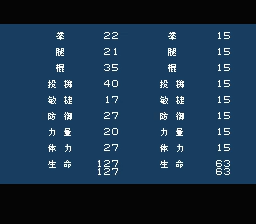 拳 22 拳 15
腿 21 腿 15
棍 35 棍 15
投掷 40 投掷 15
敏捷 17 敏捷 15
防御 27 防御 15
力量 20 力量 15
体力 27 体力 15
生命 127 生命 63
127 63